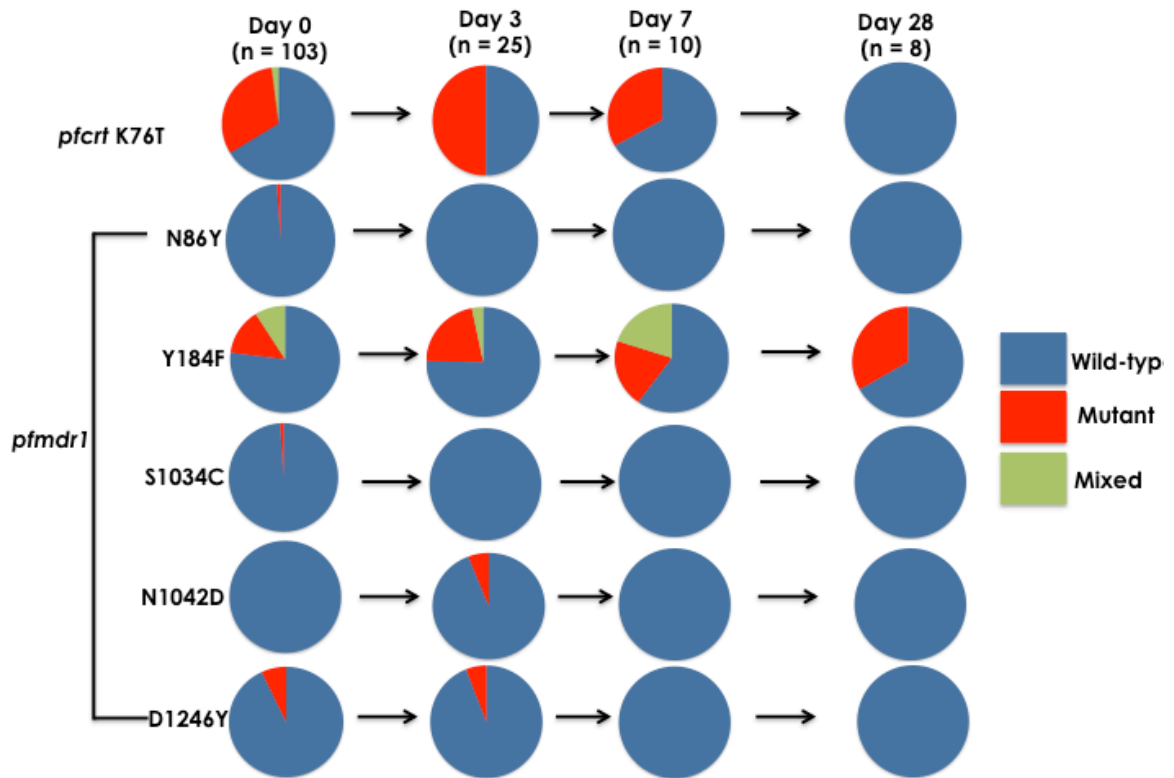 Day 0
(n = 103)
Day 3
(n = 25)
Day 7
(n = 10)
Day 28
(n = 8)
pfcrt K76T
N86Y
Y184F
S1034C
N1042D
D1246Y
pfmdr1
Wild-typ
Mutant
Mixed